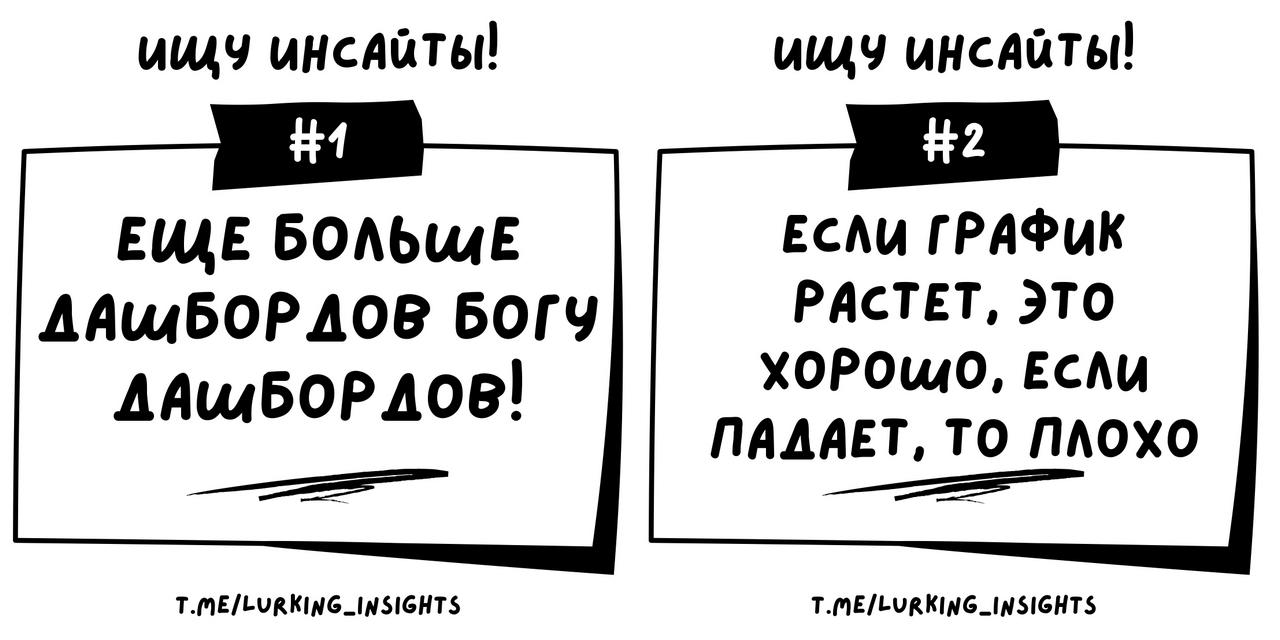 ИЩУ ИНСАЙТЫ!
#1
ЕЩЕ БОЛЬШЕ
ДАШБОРДОВ БОГУ
ДАШБОРДОВ!
T.ME/LURKING_INSIGHTS
ИЩУ ИНСАЙТЫ!
#2
ЕСЛИ ГРАФИК
РАСТЕТ, ЭТО
ХОРОШО, ЕСЛИ
ПАДАЕТ, ТО ПЛОХО
T.ME/LURKING_INSIGHTS